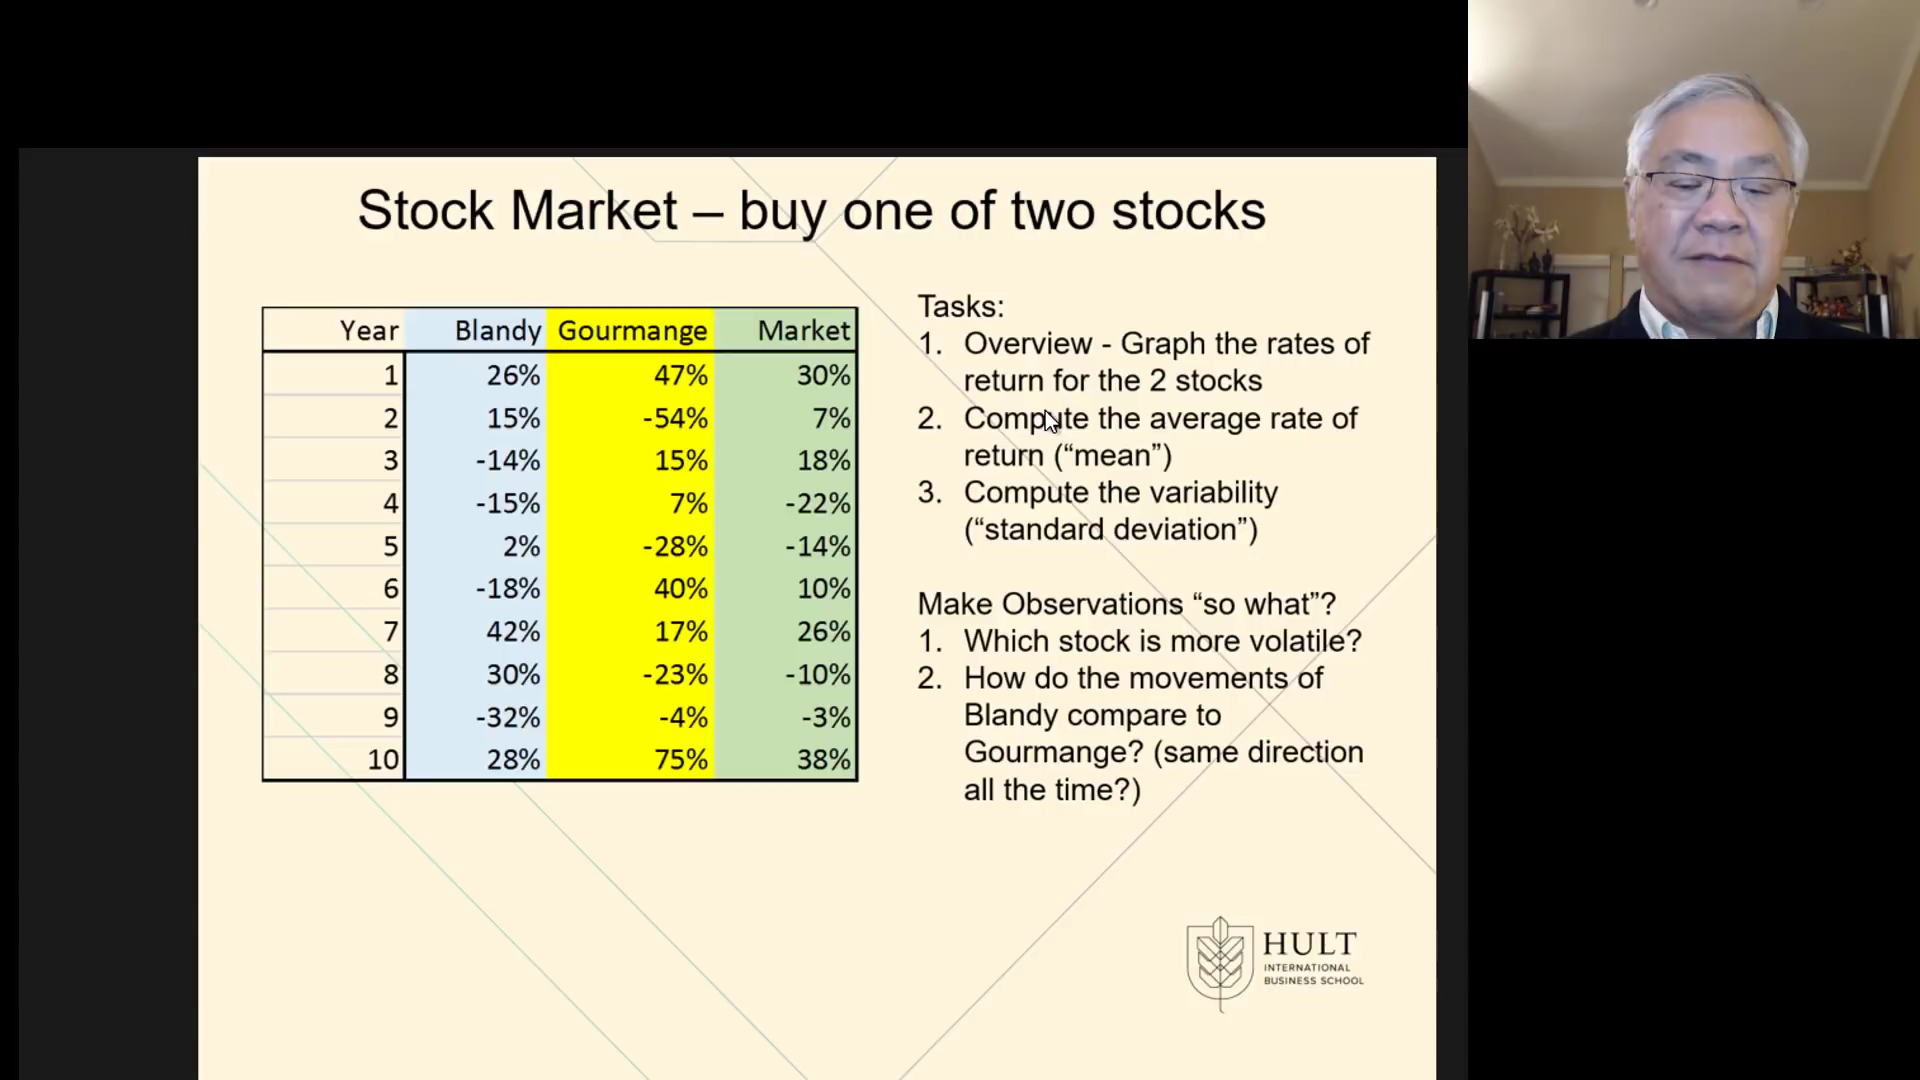 Stock Market – buy one of two stocks
Year Blandy Gourmange Market
1 26% 47% 30%
2 15% -54% 7%
3 -14% 15% 18%
4 -15% 7% -22%
5 2% -28% -14%
6 -18% 40% 10%
7 42% 17% 26%
8 30% -23% -10%
9 -32% -4% -3%
10 28% 75% 38%
Tasks:
1. Overview - Graph the rates of
return for the 2 stocks
2. Compute the average rate of
return (“mean”)
3. Compute the variability
(“standard deviation”)
Make Observations “so what”?
1. Which stock is more volatile?
2. How do the movements of
Blandy compare to
Gourmange? (same direction
all the time?)
HULT
INTERNATIONAL
BUSINESS SCHOOL